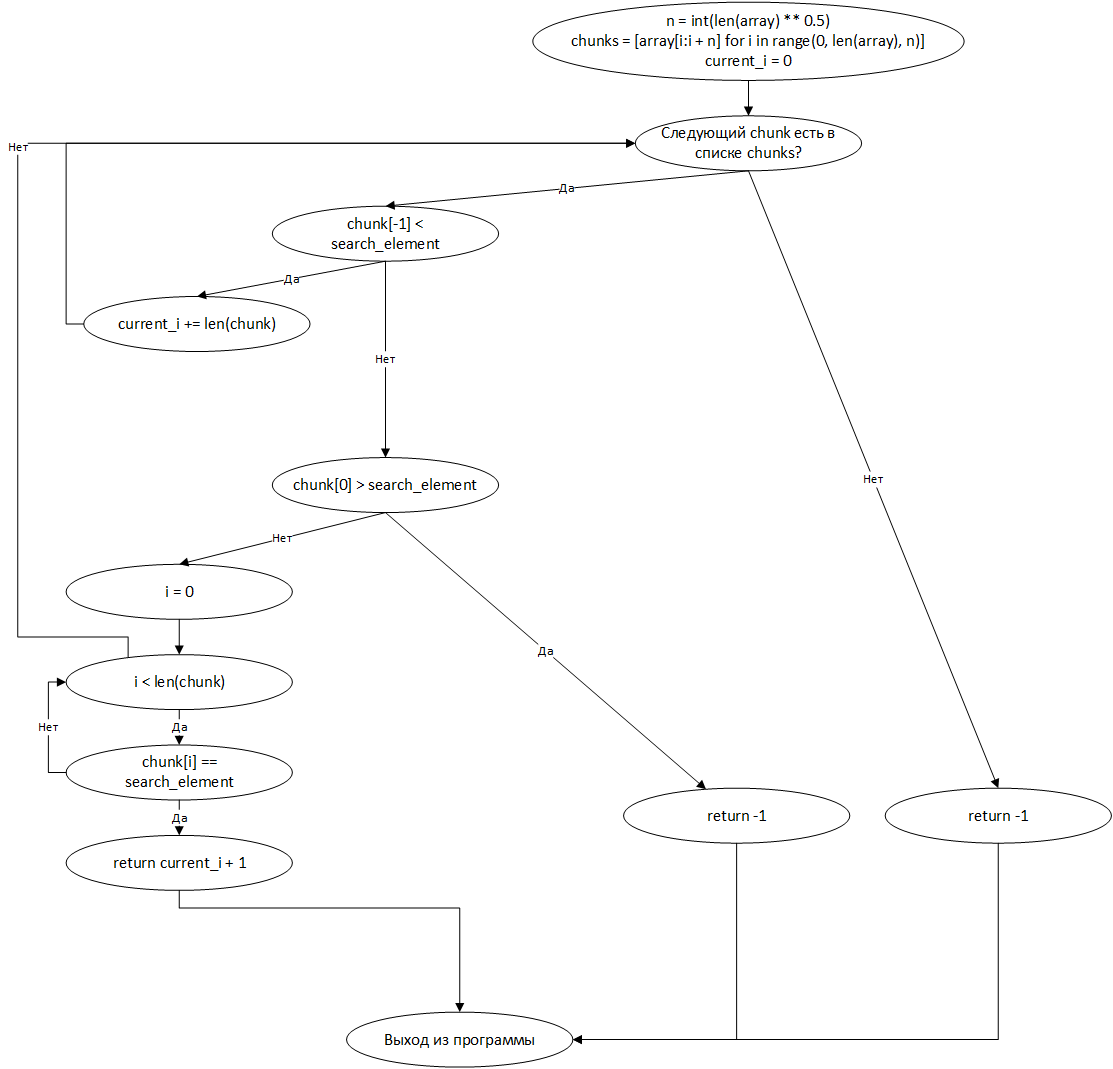 n = int(len(array) ** 0.5)
chunks = [array[i:i + n] for i in range(0, len(array), n)]
current_i = 0
Следующий chunk есть в
списке chunks?
Нет
Да
chunk[-1] <
search_element
Да
current_i += len(chunk)
Нет
chunk[0] > search_element
Нет
Нет
i = 0
Да
i < len(chunk)
Нет
Да
chunk[i] ==
search_element
Да
return -1
return -1
return current_i + 1
Выход из программы